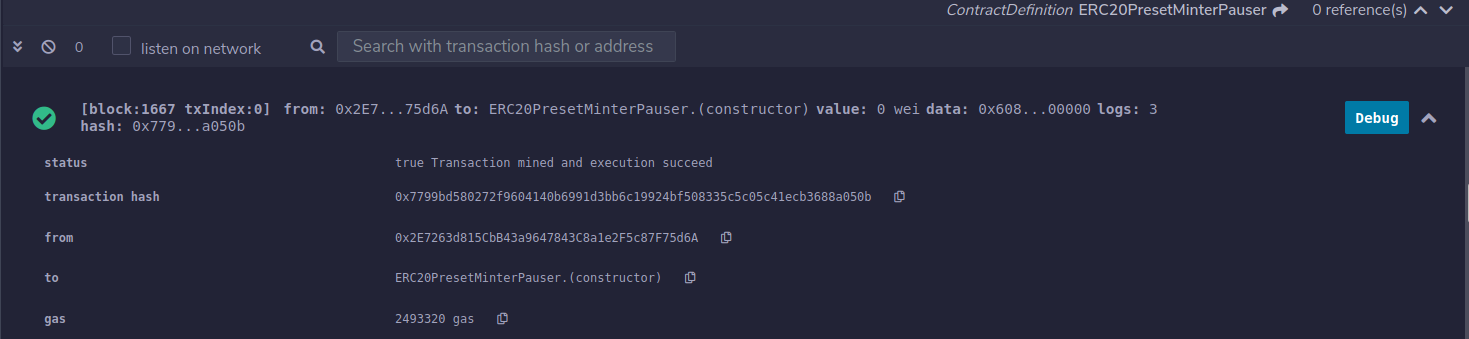 ContractDefinition ERC20PresetMinterPauser 0 reference(s)
0 listen on network Search with transaction hash or address
[block:1667 txIndex:0] from: 0x2E7...75d6A to: ERC20PresetMinterPauser.(constructor) value: 0 wei data: 0x608...00000 logs: 3
hash: 0x779...a050b
Debug
status true Transaction mined and execution succeed
transaction hash 0x7799bd580272f9604140b6991d3bb6c19924bf508335c5c05c41ecb3688a050b
from 0x2E7263d815CbB43a9647843C8a1e2F5c87F75d6A
to ERC20PresetMinterPauser.(constructor)
gas 2493320 gas